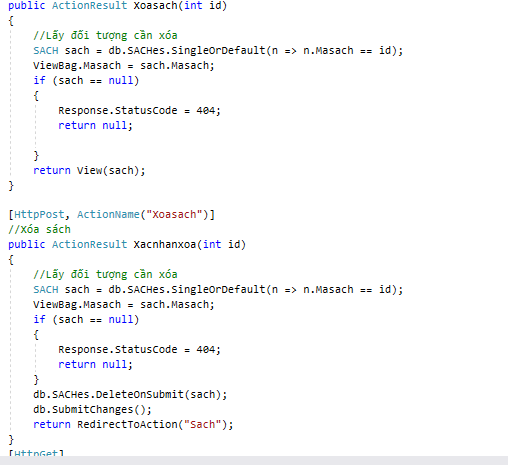 public ActionResult Xoasach(int id)
{
//Lấy đối tượng cần xóa
SACH sach = db.SACHes.SingleOrDefault(n => n.Masach == id);
ViewBag.Masach = sach.Masach;
if (sach == null)
{
Response.StatusCode = 404;
return null;
}
return View(sach);
}
[HttpPost, ActionName("Xoasach")]
//Xóa sách
public ActionResult Xacnhanxoa(int id)
{
//Lấy đối tượng cần xóa
SACH sach = db.SACHes.SingleOrDefault(n => n.Masach == id);
ViewBag.Masach = sach.Masach;
if (sach == null)
{
Response.StatusCode = 404;
return null;
}
db.SACHes.DeleteOnSubmit(sach);
db.SubmitChanges();
return RedirectToAction("Sach");
}
[HttpGet]